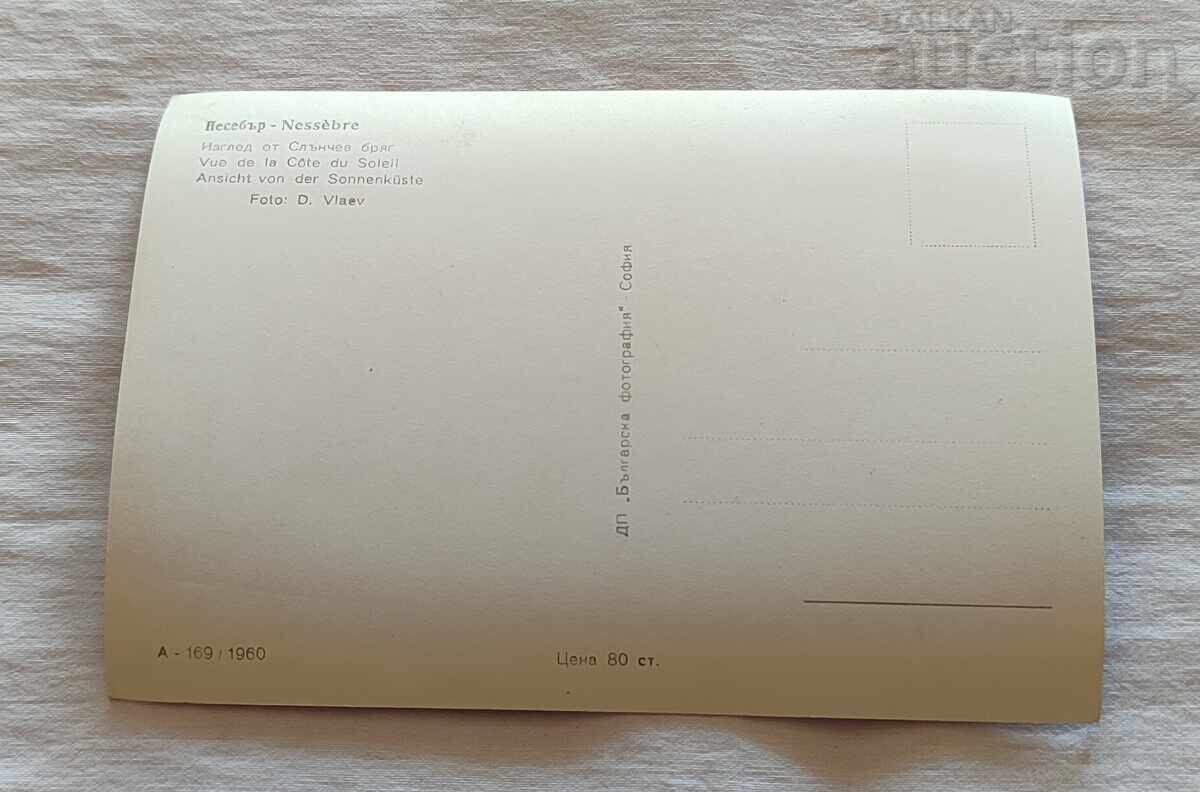 BALKAN
auction
Несебър - Nessèbre
Изглед от Слънчев бряг
Vue de la Côte du Soleil
Ansicht von der Sonnenküste
Foto: D. Vlaev
ДП „Българска фотография“ - София
А - 169 / 1960
Цена 80 ст.